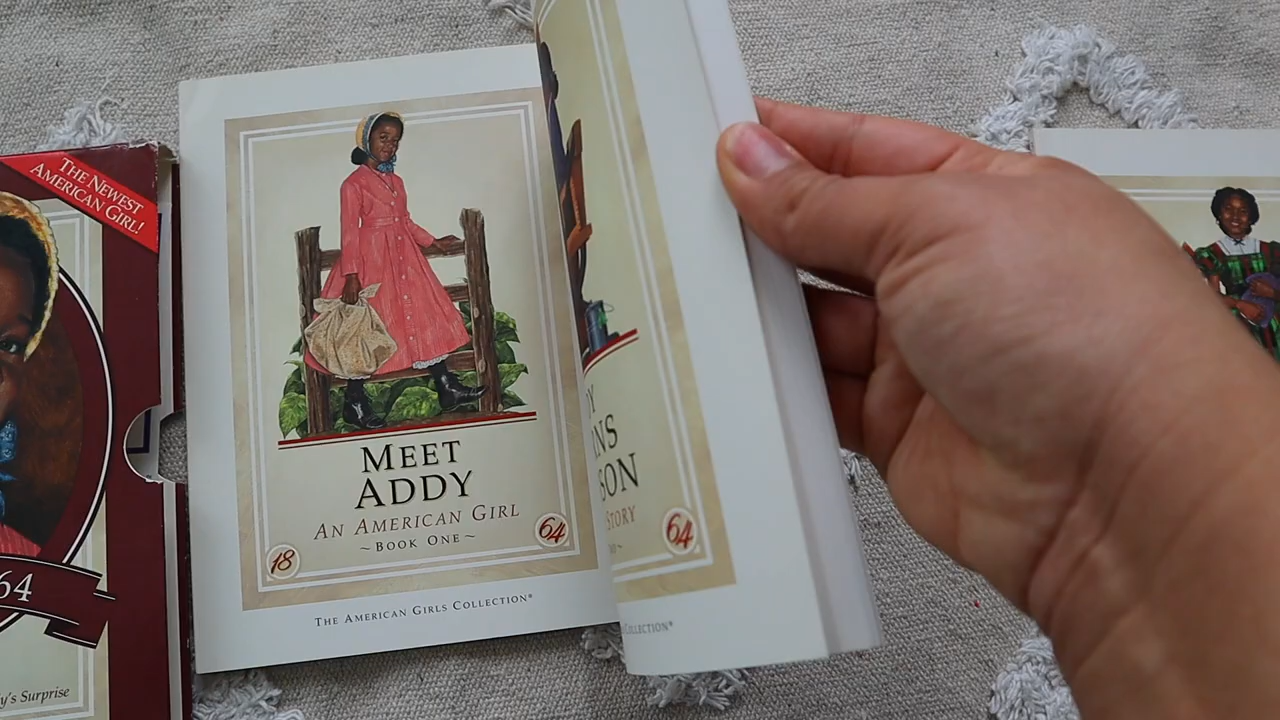 THE NEWEST
AMERICAN GIRL!
64
y's Surprise
MEET
ADDY
AN AMERICAN GIRL
~BOOK ONE~
18
64
THE AMERICAN GIRLS COLLECTION®
Y
NS
SON
STORY
64
COLLECTION®